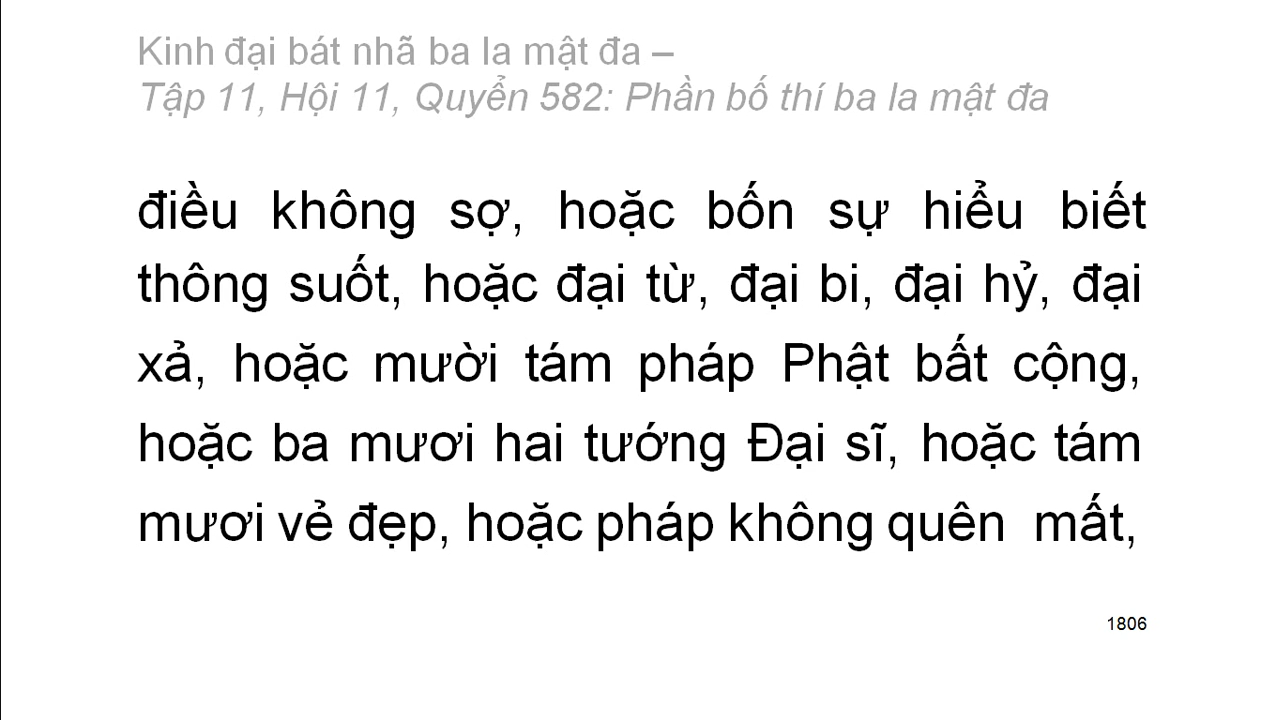 Kinh đại bát nhã ba la mật đa –
Tập 11, Hội 11, Quyển 582: Phần bố thí ba la mật đa
điều không sợ, hoặc bốn sự hiểu biết
thông suốt, hoặc đại từ, đại bi, đại hỷ, đại
xả, hoặc mười tám pháp Phật bất cộng,
hoặc ba mươi hai tướng Đại sĩ, hoặc tám
mươi vẻ đẹp, hoặc pháp không quên mất,
1806